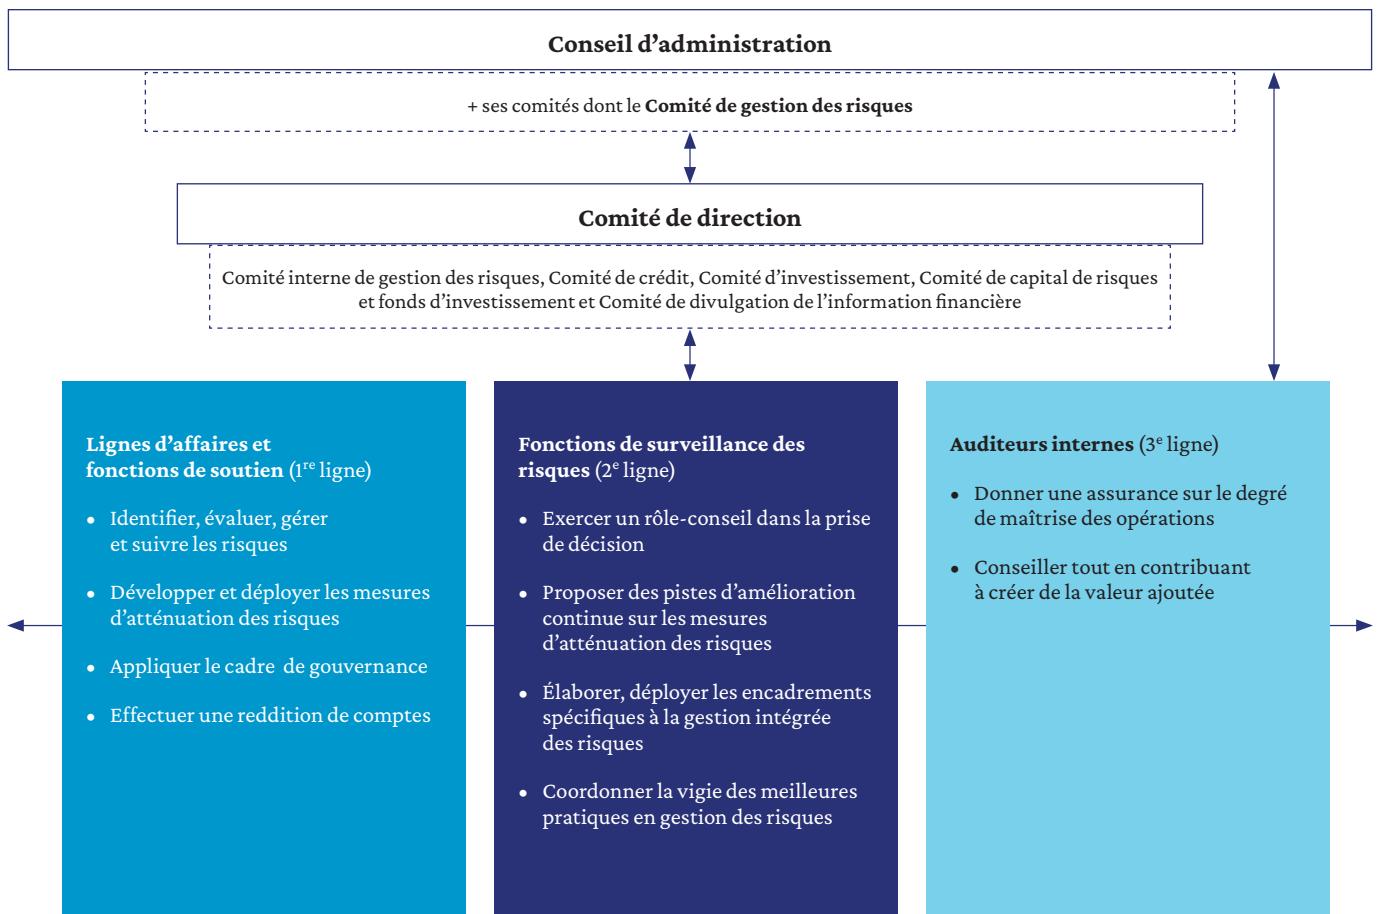 Conseil d’administration
+ ses comités dont le Comité de gestion des risques
Comité de direction
Comité interne de gestion des risques, Comité de crédit, Comité d’investissement, Comité de capital de risques
et fonds d’investissement et Comité de divulgation de l’information financière
Lignes d’affaires et
fonctions de soutien (1re ligne)
• Identifier, évaluer, gérer
et suivre les risques
• Développer et déployer les mesures
d’atténuation des risques
• Appliquer le cadre de gouvernance
• Effectuer une reddition de comptes
Fonctions de surveillance des
risques (2e ligne)
• Exercer un rôle-conseil dans la prise
de décision
• Proposer des pistes d’amélioration
continue sur les mesures
d’atténuation des risques
• Élaborer, déployer les encadrements
spécifiques à la gestion intégrée
des risques
• Coordonner la vigie des meilleures
pratiques en gestion des risques
Auditeurs internes (3e ligne)
• Donner une assurance sur le degré
de maîtrise des opérations
• Conseiller tout en contribuant
à créer de la valeur ajoutée